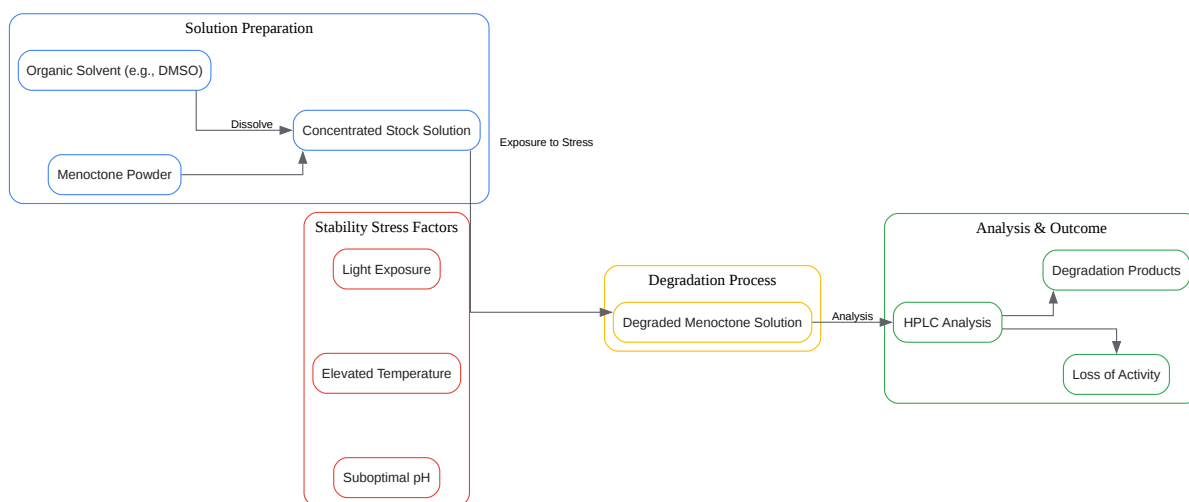 Solution Preparation
Organic Solvent (e.g., DMSO)
Dissolve
Concentrated Stock Solution
Menoctone Powder
Exposure to Stress
Stability Stress Factors
Light Exposure
Elevated Temperature
Suboptimal pH
Degradation Process
Degraded Menoctone Solution
Analysis
Analysis & Outcome
HPLC Analysis
Degradation Products
Loss of Activity